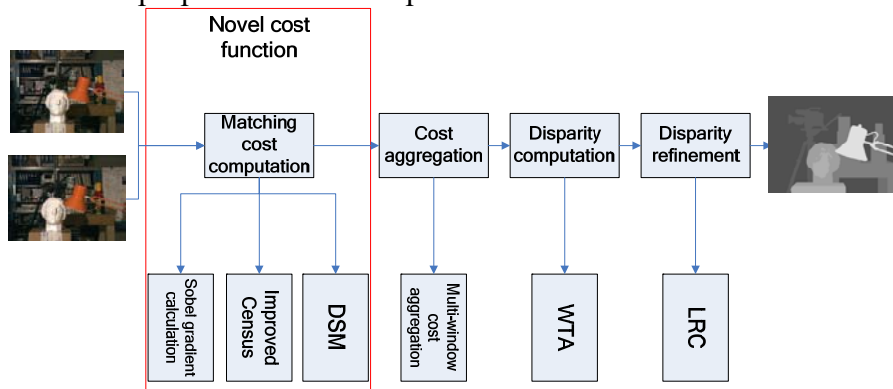 Novel cost
function
Matching
cost
computation
Cost
aggregation
Disparity
computation
Disparity
refinement
Sobel gradient
calculation
Improved
Census
DSM
Multi-window
cost
aggregation
WTA
LRC